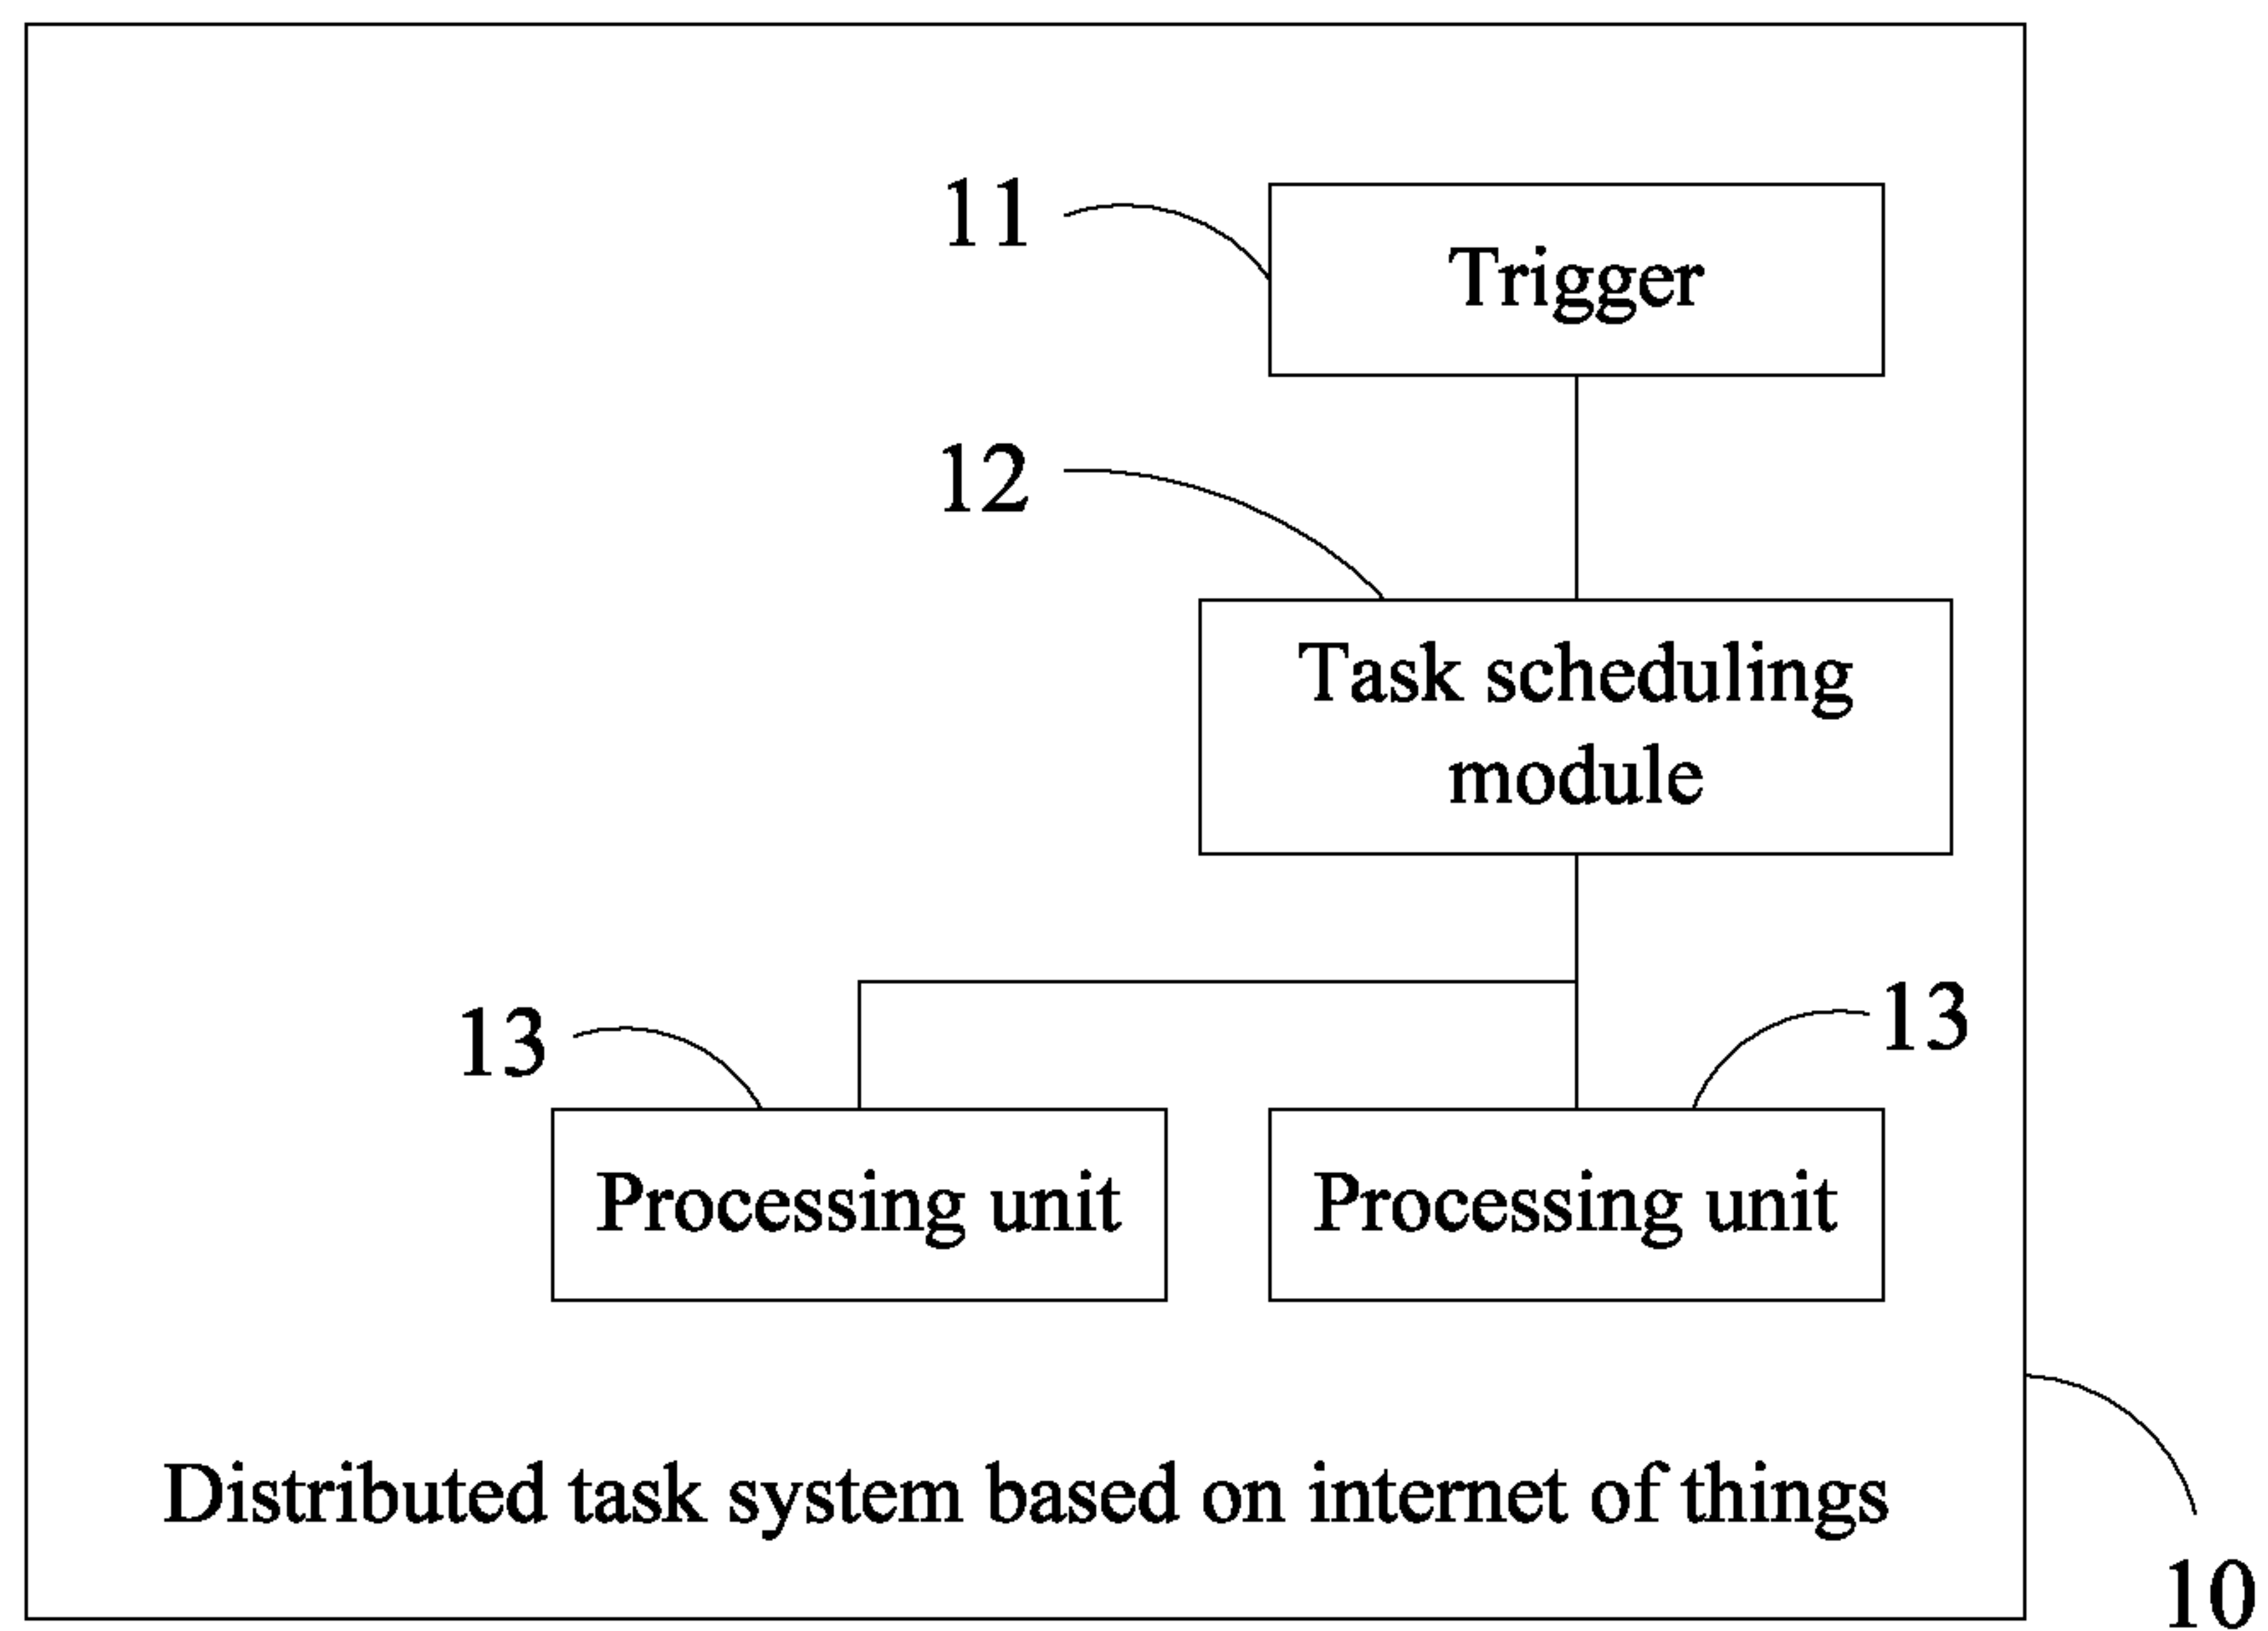 11
Trigger
12
Task scheduling
module
13
13
Processing unit
Processing unit
Distributed task system based on internet of things
10